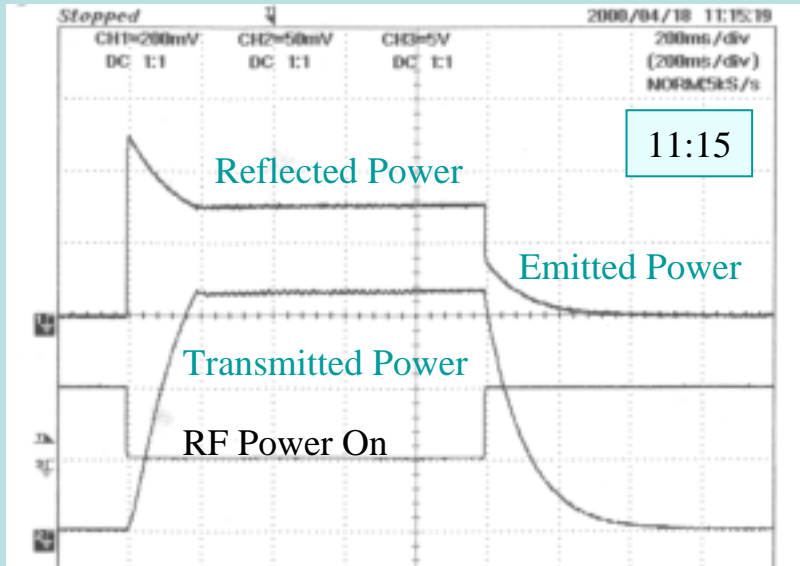 Stopped 2000/04/18 11:15:19
CH1=200mV CH2=50mV CH3=5V 200ms/div
DC 1:1 DC 1:1 DC 1:1 (200ms/div)
NORM:5kS/s
11:15
Reflected Power
Emitted Power
Transmitted Power
RF Power On